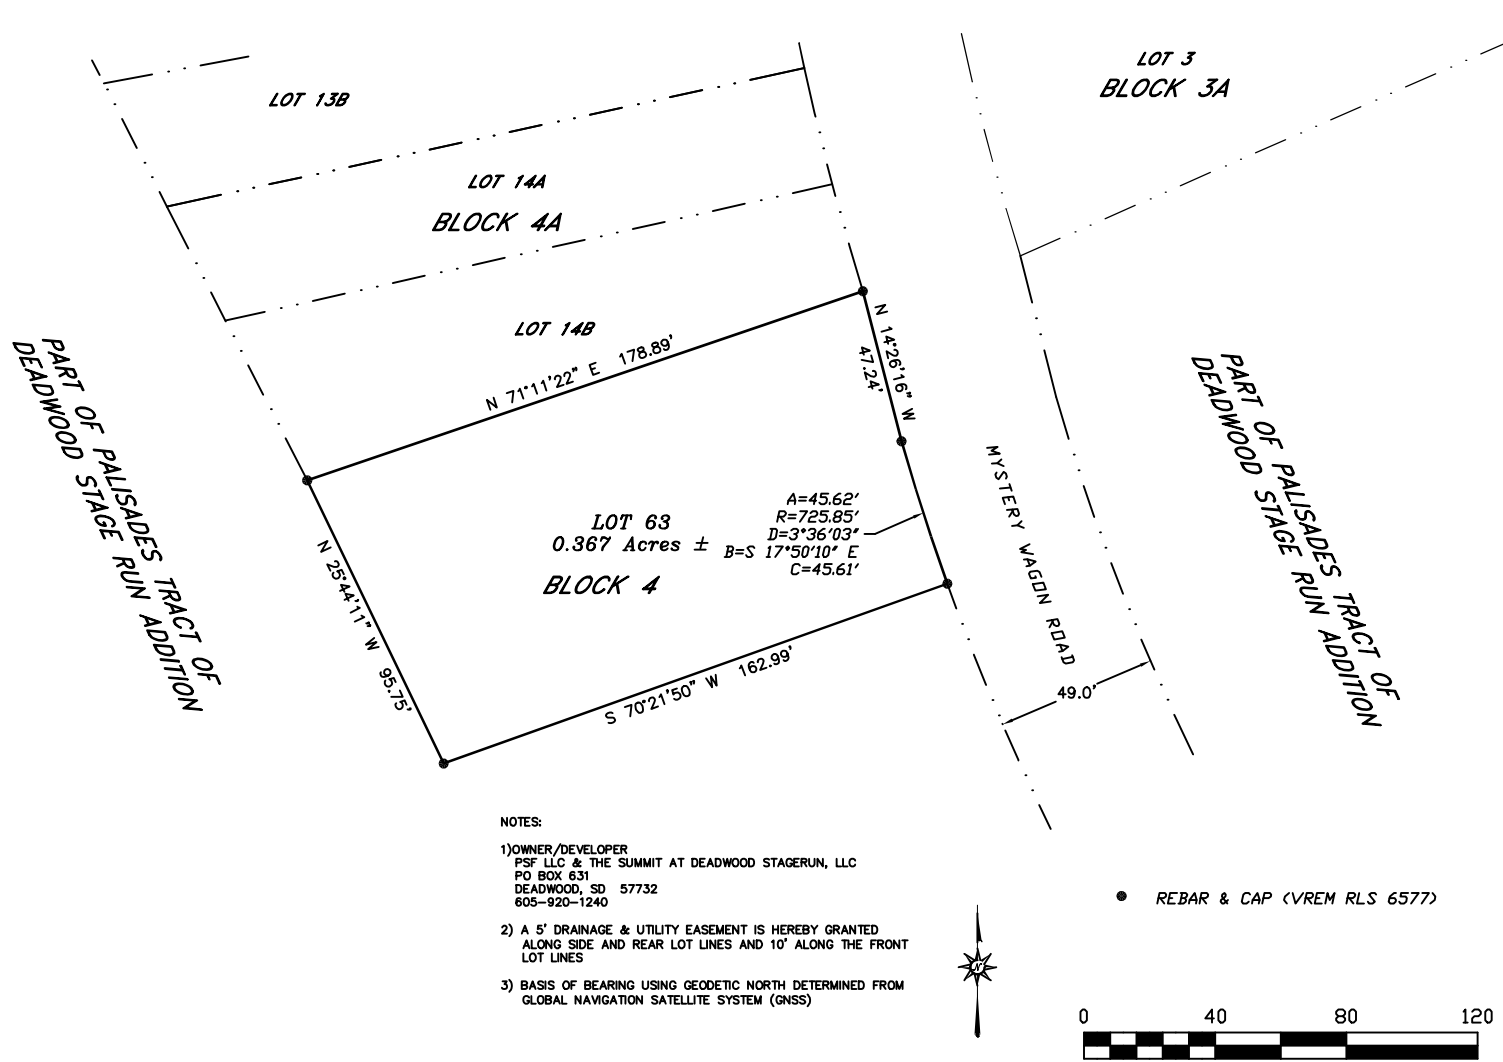 LOT 3
BLOCK 3A
LOT 13B
LOT 14A
BLOCK 4A
LOT 14B
N 71°11'22" E 178.89'
N 14°26'16" W
47.24'
PART OF PALISADES TRACT OF
DEADWOOD STAGE RUN ADDITION
PART OF PALISADES TRACT OF
DEADWOOD STAGE RUN ADDITION
MYSTERY WAGON ROAD
A=45.62'
R=725.85'
D=3°36'03"
B=S 17°50'10" E
C=45.61'
LOT 63
0.367 Acres ±
BLOCK 4
N 25°44'11" W 95.75'
S 70°21'50" W 162.99'
49.0'
NOTES:
1)OWNER/DEVELOPER
PSF LLC & THE SUMMIT AT DEADWOOD STAGERUN, LLC
PO BOX 631
DEADWOOD, SD 57732
605-920-1240
2) A 5' DRAINAGE & UTILITY EASEMENT IS HEREBY GRANTED
ALONG SIDE AND REAR LOT LINES AND 10' ALONG THE FRONT
LOT LINES
3) BASIS OF BEARING USING GEODETIC NORTH DETERMINED FROM
GLOBAL NAVIGATION SATELLITE SYSTEM (GNSS)
REBAR & CAP (VREM RLS 6577)
N
0 40 80 120